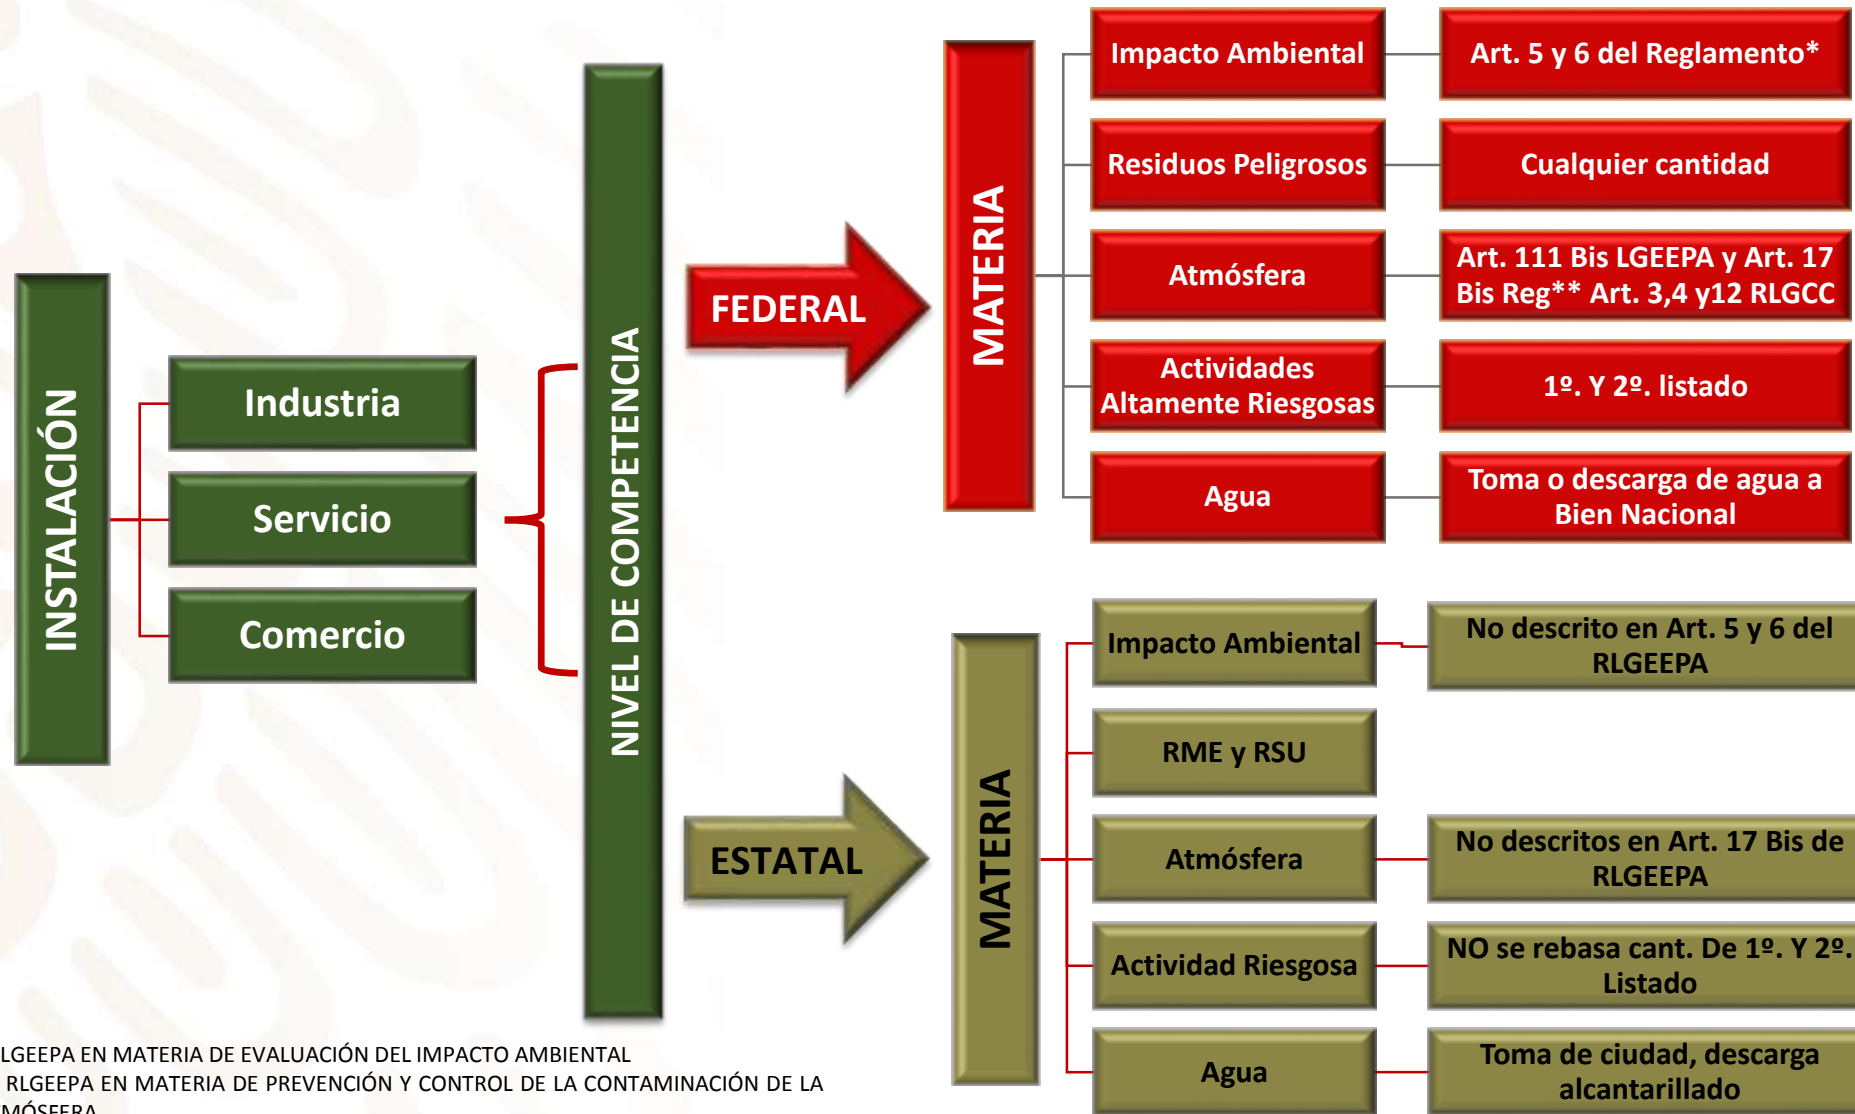 INSTALACIÓN
Industria
Servicio
Comercio
NIVEL DE COMPETENCIA
FEDERAL
MATERIA
Impacto Ambiental
Art. 5 y 6 del Reglamento*
Residuos Peligrosos
Cualquier cantidad
Atmósfera
Art. 111 Bis LGEEPA y Art. 17
Bis Reg** Art. 3,4 y12 RLGCC
Actividades
Altamente Riesgosas
1º. Y 2º. listado
Agua
Toma o descarga de agua a
Bien Nacional
ESTATAL
MATERIA
Impacto Ambiental
No descrito en Art. 5 y 6 del
RLGEEPA
RME y RSU
Atmósfera
No descritos en Art. 17 Bis de
RLGEEPA
Actividad Riesgosa
NO se rebasa cant. De 1º. Y 2º.
Listado
Agua
Toma de ciudad, descarga
alcantarillado
LGEEPA EN MATERIA DE EVALUACIÓN DEL IMPACTO AMBIENTAL
RLGEEPA EN MATERIA DE PREVENCIÓN Y CONTROL DE LA CONTAMINACIÓN DE LA